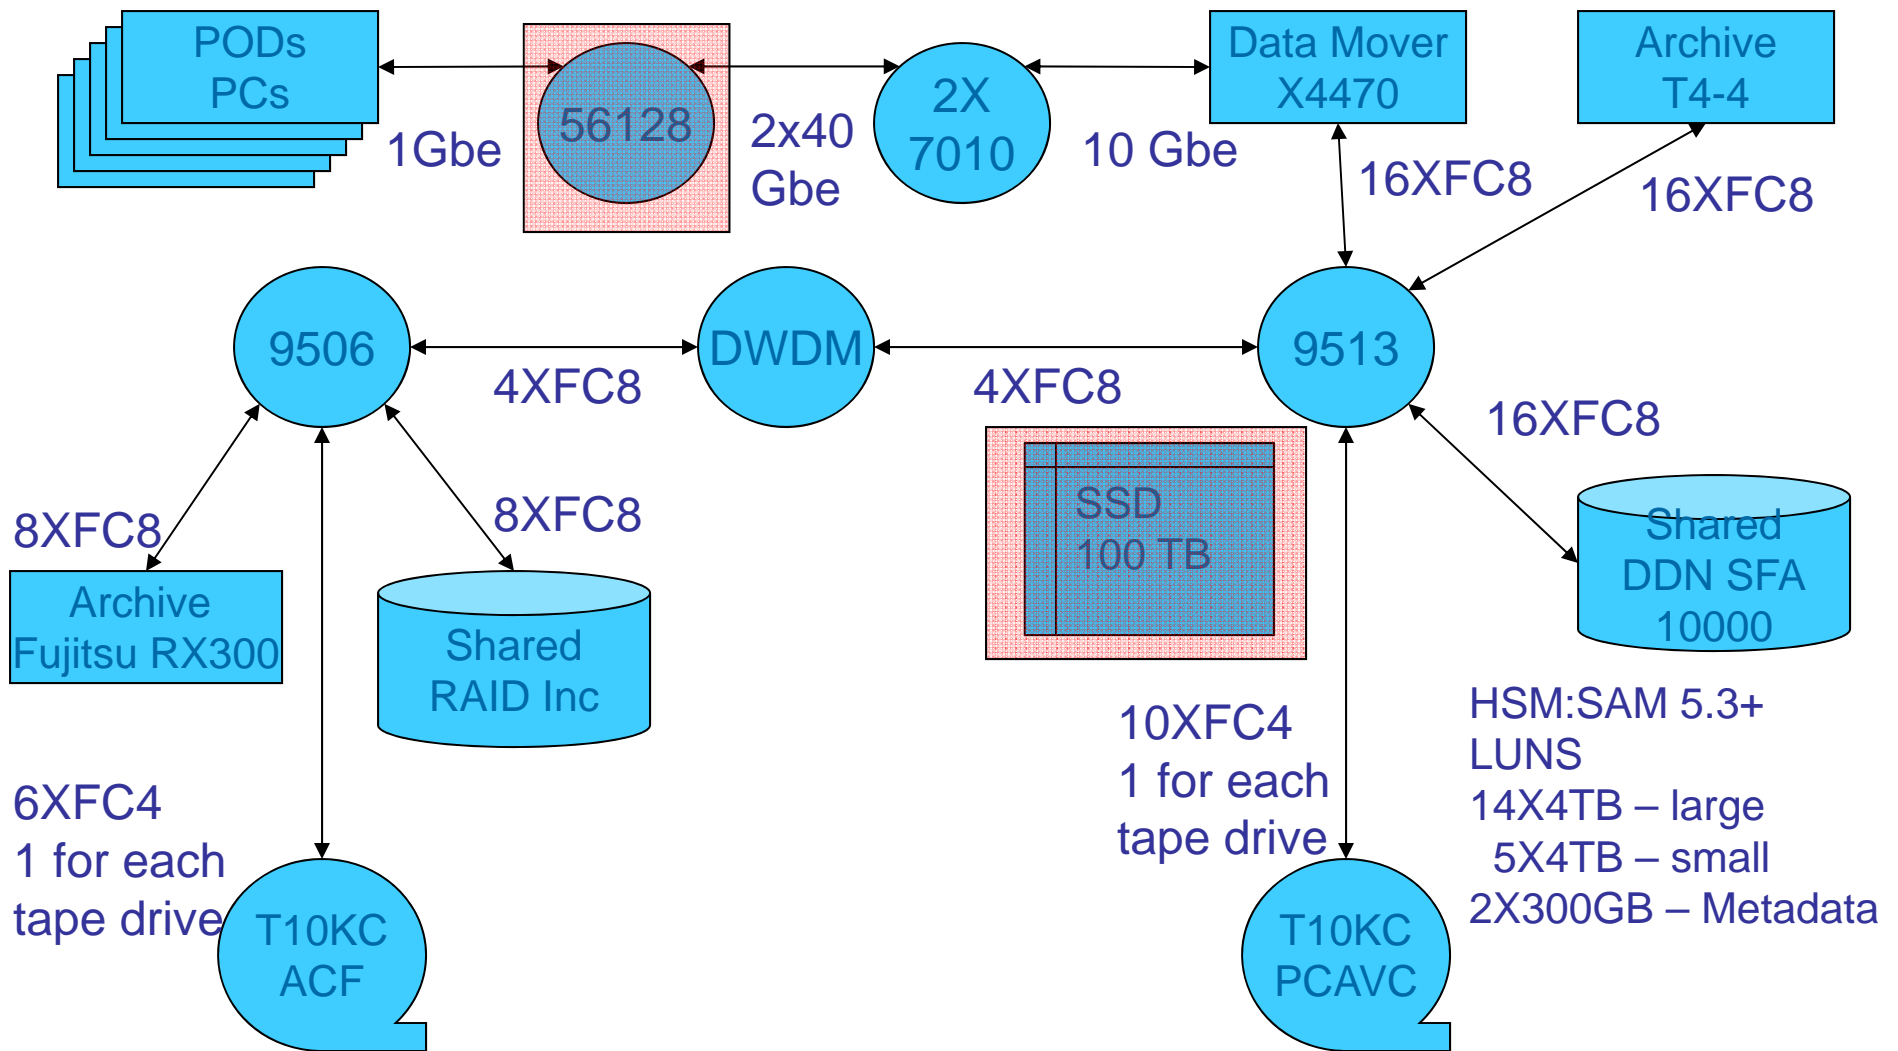 PODs
PCs
56128
2X
7010
Data Mover
X4470
Archive
T4-4
1Gbe
2x40
Gbe
10 Gbe
16XFC8
16XFC8
9506
DWDM
9513
4XFC8
4XFC8
16XFC8
8XFC8
8XFC8
SSD
100 TB
Archive
Fujitsu RX300
Shared
RAID Inc
Shared
DDN SFA
10000
6XFC4
1 for each
tape drive
10XFC4
1 for each
tape drive
HSM:SAM 5.3+
LUNS
14X4TB – large
5X4TB – small
2X300GB – Metadata
T10KC
ACF
T10KC
PCAVC